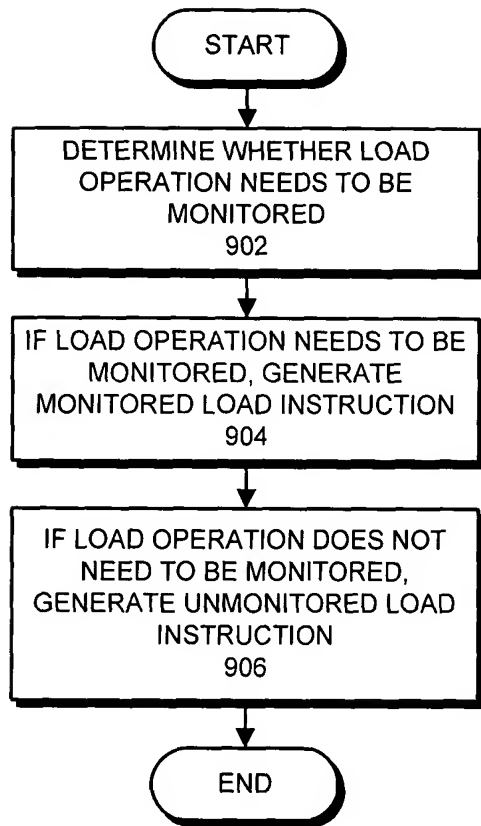 START
DETERMINE WHETHER LOAD
OPERATION NEEDS TO BE
MONITORED
902
IF LOAD OPERATION NEEDS TO BE
MONITORED, GENERATE
MONITORED LOAD INSTRUCTION
904
IF LOAD OPERATION DOES NOT
NEED TO BE MONITORED,
GENERATE UNMONITORED LOAD
INSTRUCTION
906
END